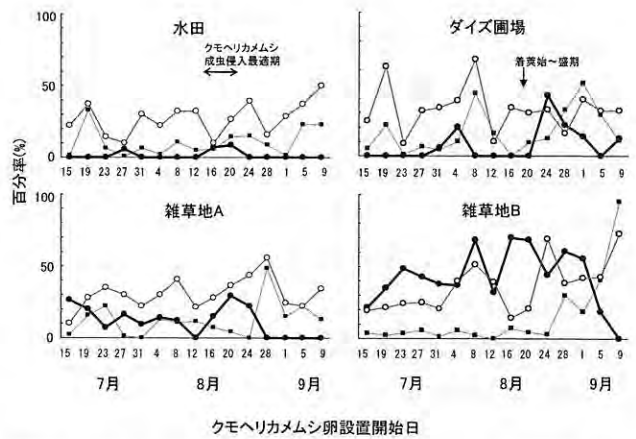 水田
ダイズ圃場
100
50
0
クモヘリカメムシ
成虫侵入最適期
着莢始～盛期
15 19 23 27 31 4 8 12 16 20 24 28 1 5 9
15 19 23 27 31 4 8 12 16 20 24 28 1 5 9
百分率(%)
雑草地A
雑草地B
100
50
0
15 19 23 27 31 4 8 12 16 20 24 28 1 5 9
15 19 23 27 31 4 8 12 16 20 24 28 1 5 9
7月 8月 9月
7月 8月 9月
クモヘリカメムシ卵設置開始日